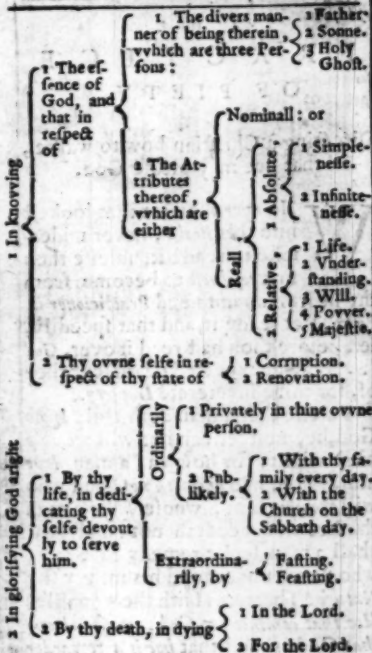 1 In knovving
1 The es-
sence of
God, and
that in
respect
of
1. The divers man-
ner of being therein,
vvhich are three Per-
sons :
1 Father.
2 Sonne.
3 Holy
Ghost.
2 The At-
tributes
thereof,
vvhich are
either
Nominall : or
Reall
1 Absolute,
1 Simple-
nesse.
2 Infinite-
nesse.
2 Relative,
1 Life.
2 Vnder-
standing.
3 Will.
4 Povver.
5 Majestie.
2 Thy ovvne selfe in re-
spect of thy state of
1 Corruption.
2 Renovation.
2 In glorifying God aright
1 By thy
life, in dedi-
cating thy
selfe devout
ly to serve
him.
Ordinarily
1 Privately in thine ovvne
person.
2 Pub-
likely.
1 With thy fa-
mily every day.
2 With the
Church on the
Sabbath day.
Extraordina-
rily, by
Fasting.
Feasting.
2 By thy death, in dying
1 In the Lord.
2 For the Lord.